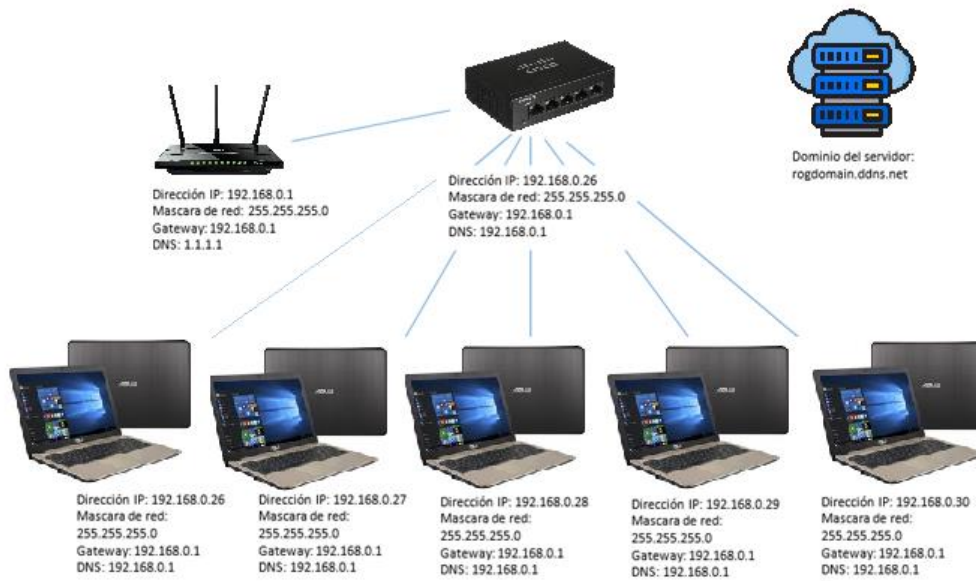 Dominio del servidor:
rogdomain.ddns.net
Dirección IP: 192.168.0.1
Mascara de red: 255.255.255.0
Gateway: 192.168.0.1
DNS: 1.1.1.1
Dirección IP: 192.168.0.26
Mascara de red: 255.255.255.0
Gateway: 192.168.0.1
DNS: 192.168.0.1
Dirección IP: 192.168.0.26
Mascara de red:
255.255.255.0
Gateway: 192.168.0.1
DNS: 192.168.0.1
Dirección IP: 192.168.0.27
Mascara de red:
255.255.255.0
Gateway: 192.168.0.1
DNS: 192.168.0.1
Dirección IP: 192.168.0.28
Mascara de red:
255.255.255.0
Gateway: 192.168.0.1
DNS: 192.168.0.1
Dirección IP: 192.168.0.29
Mascara de red:
255.255.255.0
Gateway: 192.168.0.1
DNS: 192.168.0.1
Dirección IP: 192.168.0.30
Mascara de red:
255.255.255.0
Gateway: 192.168.0.1
DNS: 192.168.0.1